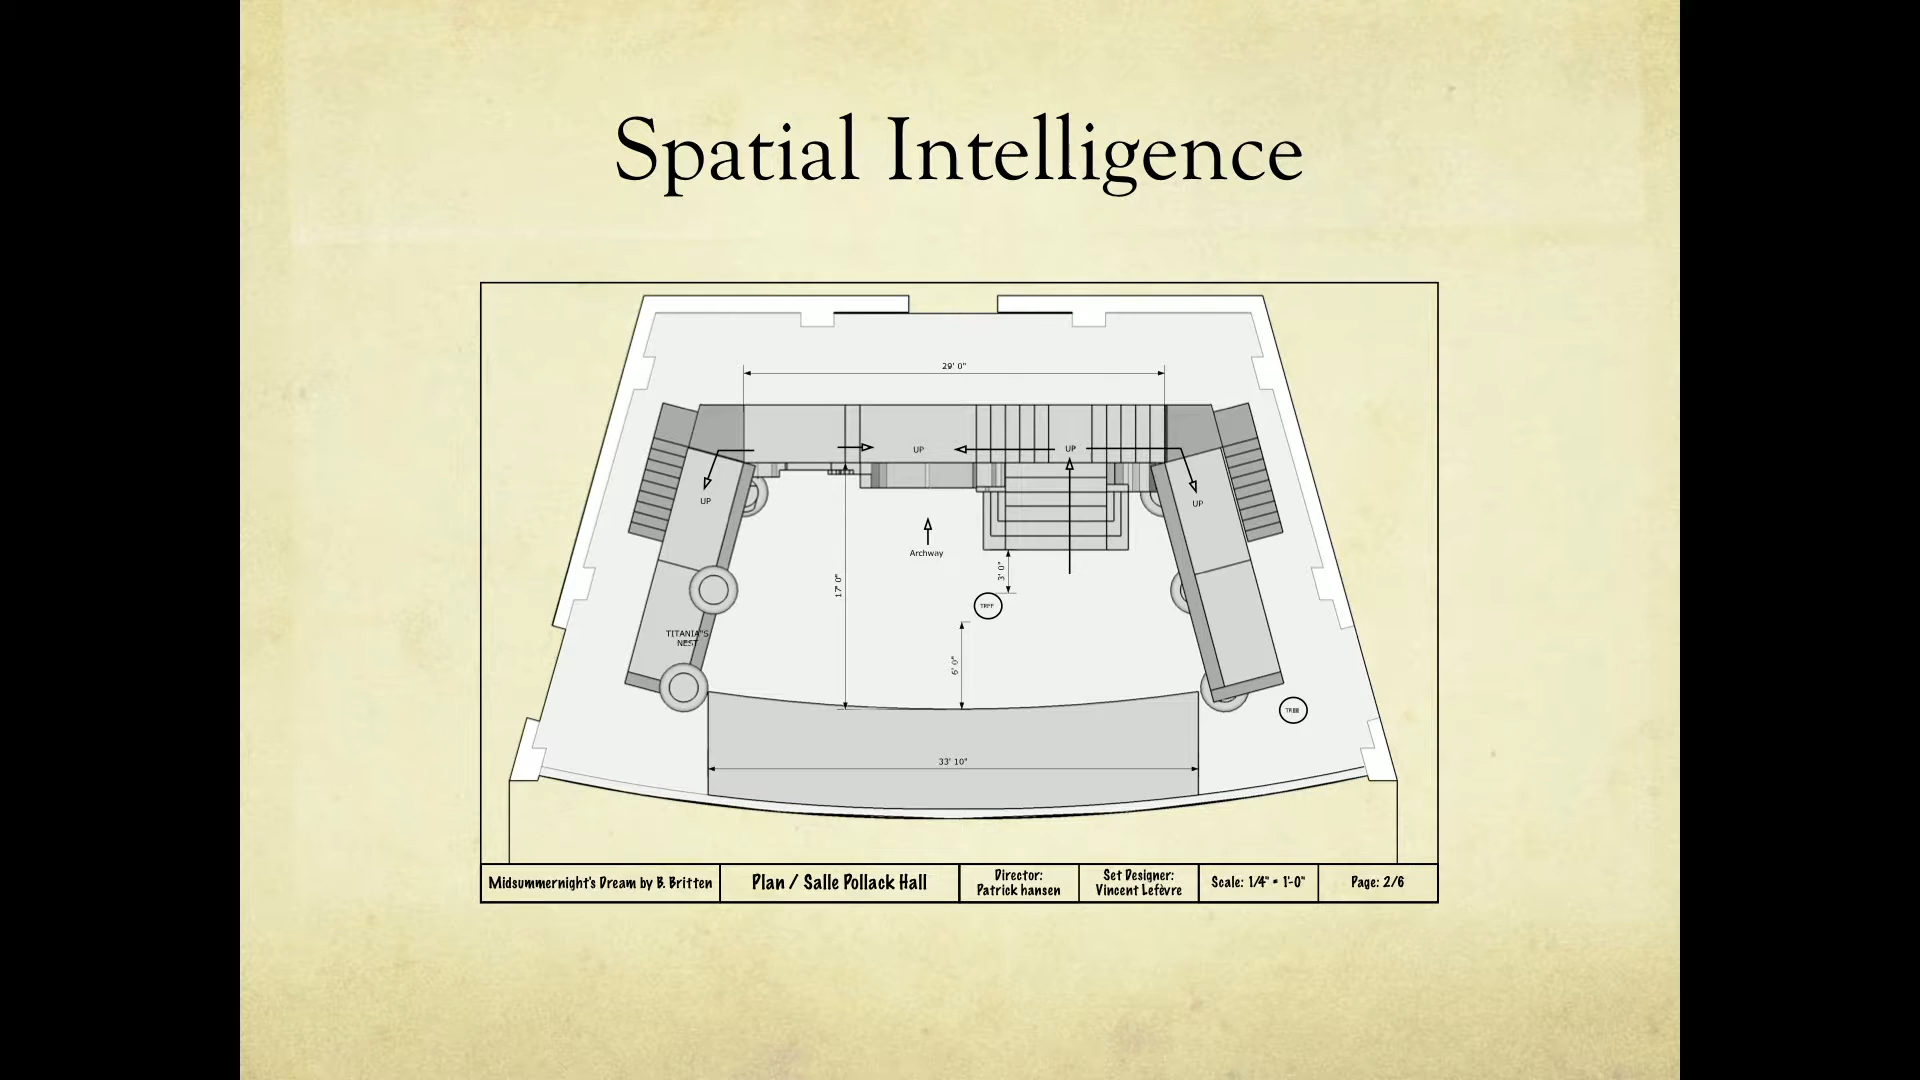 Spatial Intelligence
29' 0"
UP
UP
UP
UP
Archway
17' 0"
3' 0"
TREE
TITANIA'S
NEST
6' 0"
TREE
33' 10"
Midsummernight's Dream by B. Britten
Plan / Salle Pollack Hall
Director:
Patrick hansen
Set Designer:
Vincent Lefèvre
Scale: 1/4" = 1'-0"
Page: 2/6